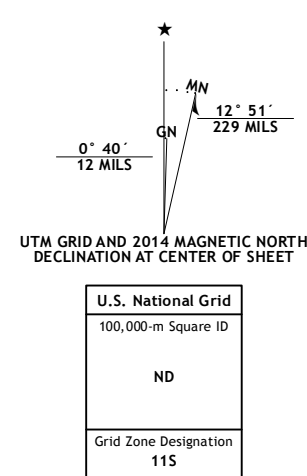 ★
MN
GN
12° 51´
229 MILS
0° 40´
12 MILS
UTM GRID AND 2014 MAGNETIC NORTH
DECLINATION AT CENTER OF SHEET
U.S. National Grid
100,000-m Square ID
ND
Grid Zone Designation
11S